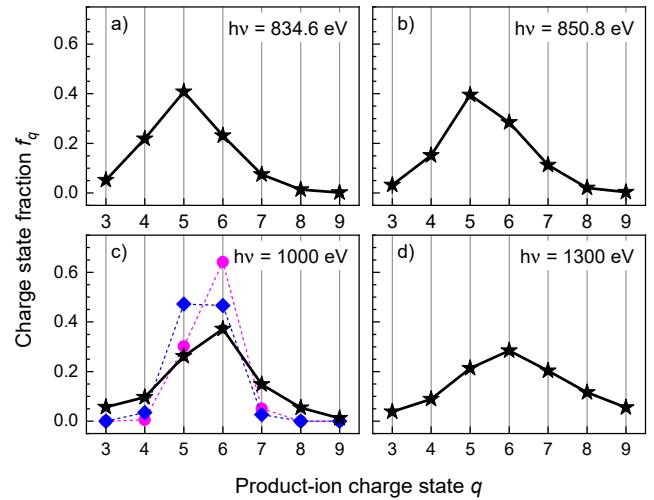 a) hν = 834.6 eV
b) hν = 850.8 eV
0.6
0.4
0.2
0.0
3 4 5 6 7 8 9
3 4 5 6 7 8 9
c) hν = 1000 eV
d) hν = 1300 eV
0.6
0.4
0.2
0.0
3 4 5 6 7 8 9
3 4 5 6 7 8 9
Charge state fraction f_q
Product-ion charge state q